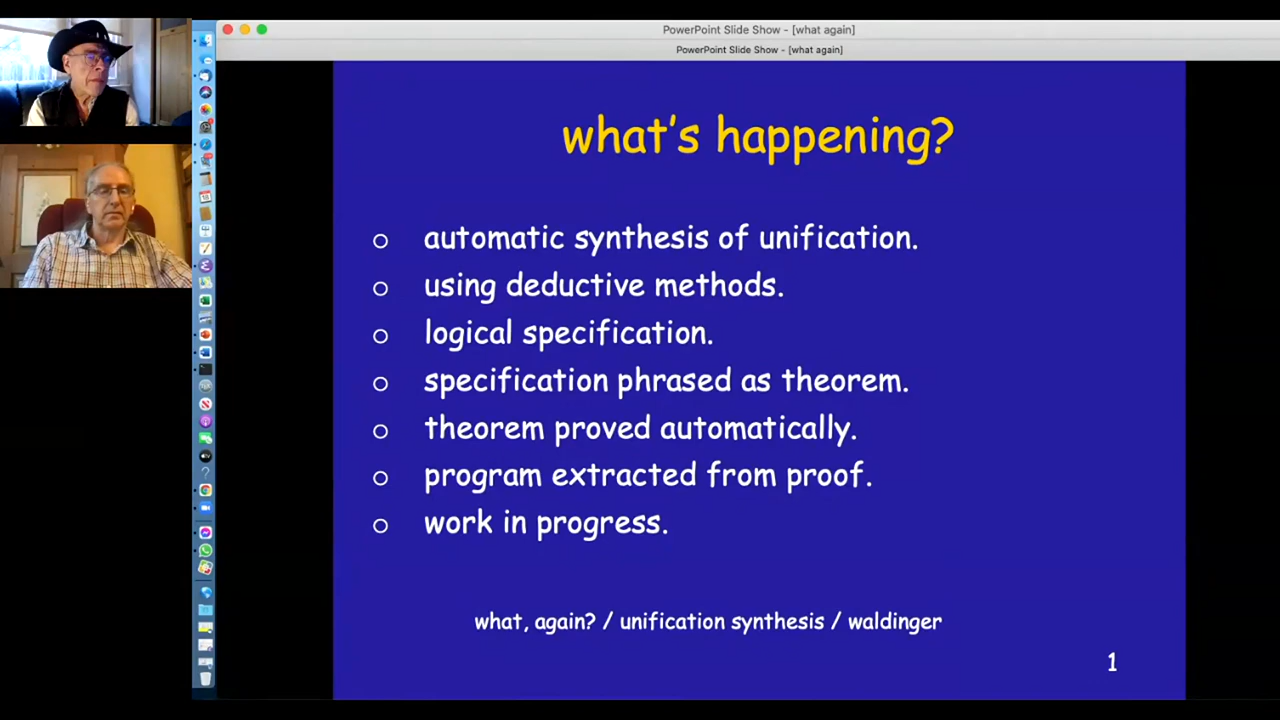 PowerPoint Slide Show - [what again]
PowerPoint Slide Show - [what again]
what's happening?
automatic synthesis of unification.
using deductive methods.
logical specification.
specification phrased as theorem.
theorem proved automatically.
program extracted from proof.
work in progress.
what, again? / unification synthesis / waldinger
1